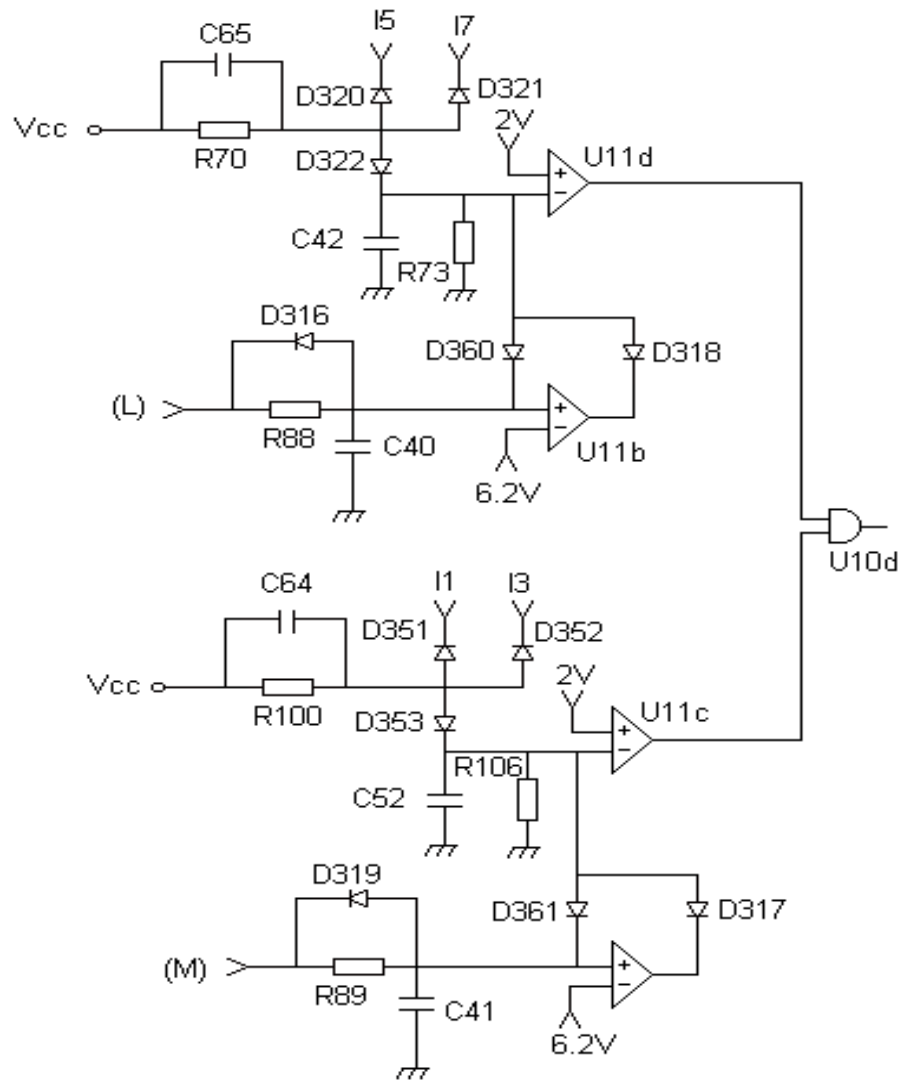 I5 I7
C65
D320 D321
Vcc
2V
R70
D322 U11d
+
−
C42
R73
D316
D360 D318
(L)
+
−
R88 C40 U11b
6.2V
U10d
C64 I1 I3
D351 D352
Vcc
2V
R100 D353 U11c
+
−
R106
C52
D319
D361 D317
(M)
+
−
R89 C41
6.2V